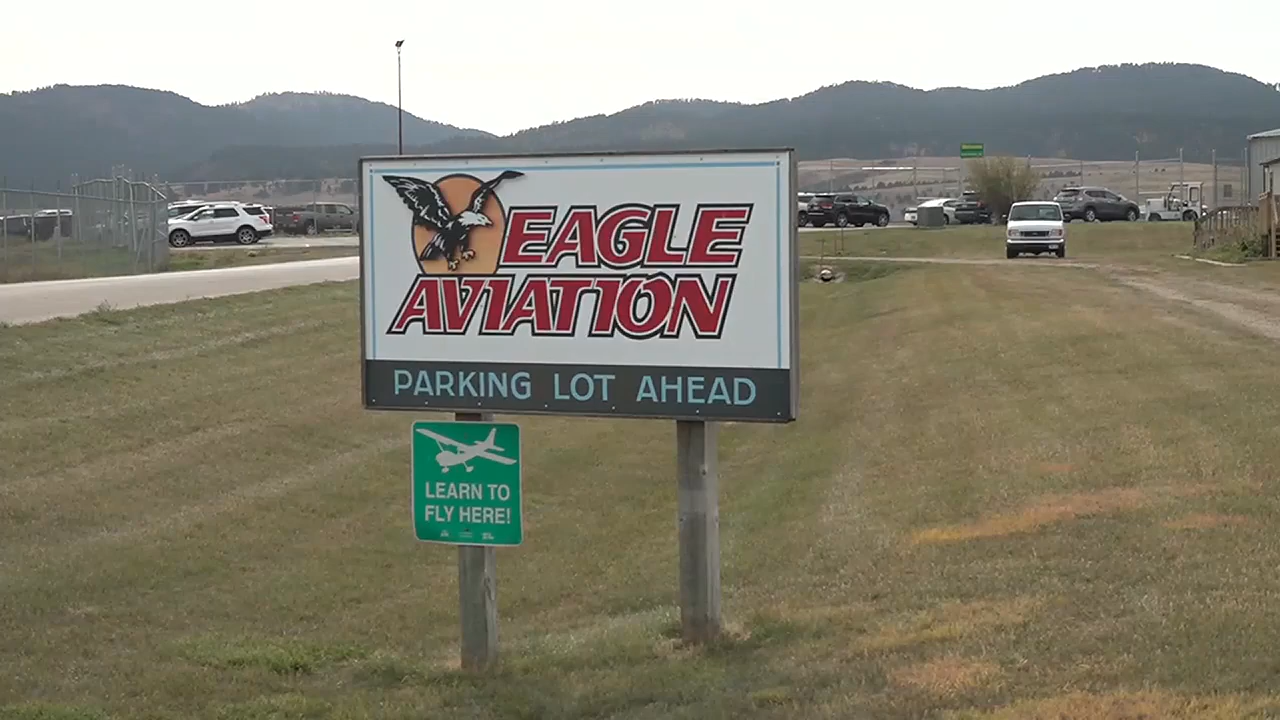 EAGLE
AVIATION
PARKING LOT AHEAD
LEARN TO
FLY HERE!